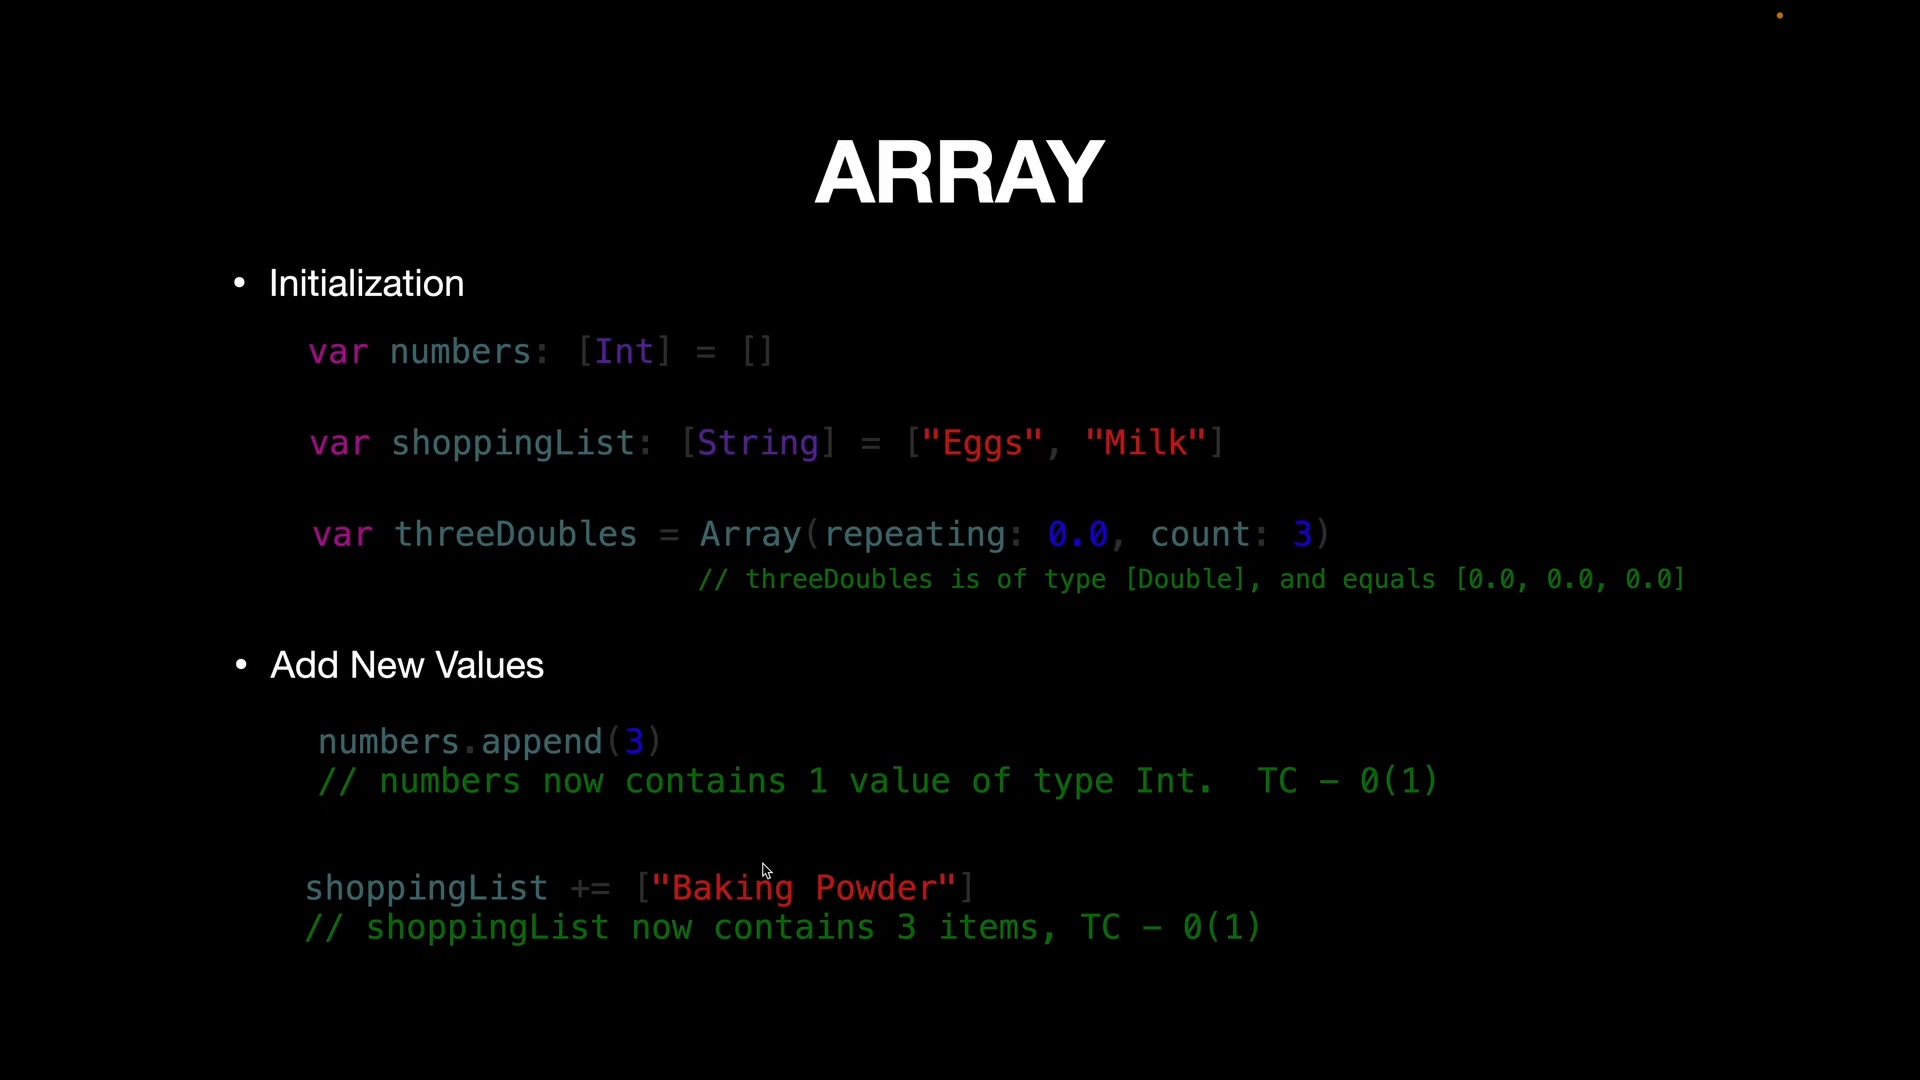 ARRAY
• Initialization
var numbers: [Int] = []
var shoppingList: [String] = ["Eggs", "Milk"]
var threeDoubles = Array(repeating: 0.0, count: 3)
// threeDoubles is of type [Double], and equals [0.0, 0.0, 0.0]
• Add New Values
numbers.append(3)
// numbers now contains 1 value of type Int.  TC – 0(1)
shoppingList += ["Baking Powder"]
// shoppingList now contains 3 items, TC – 0(1)